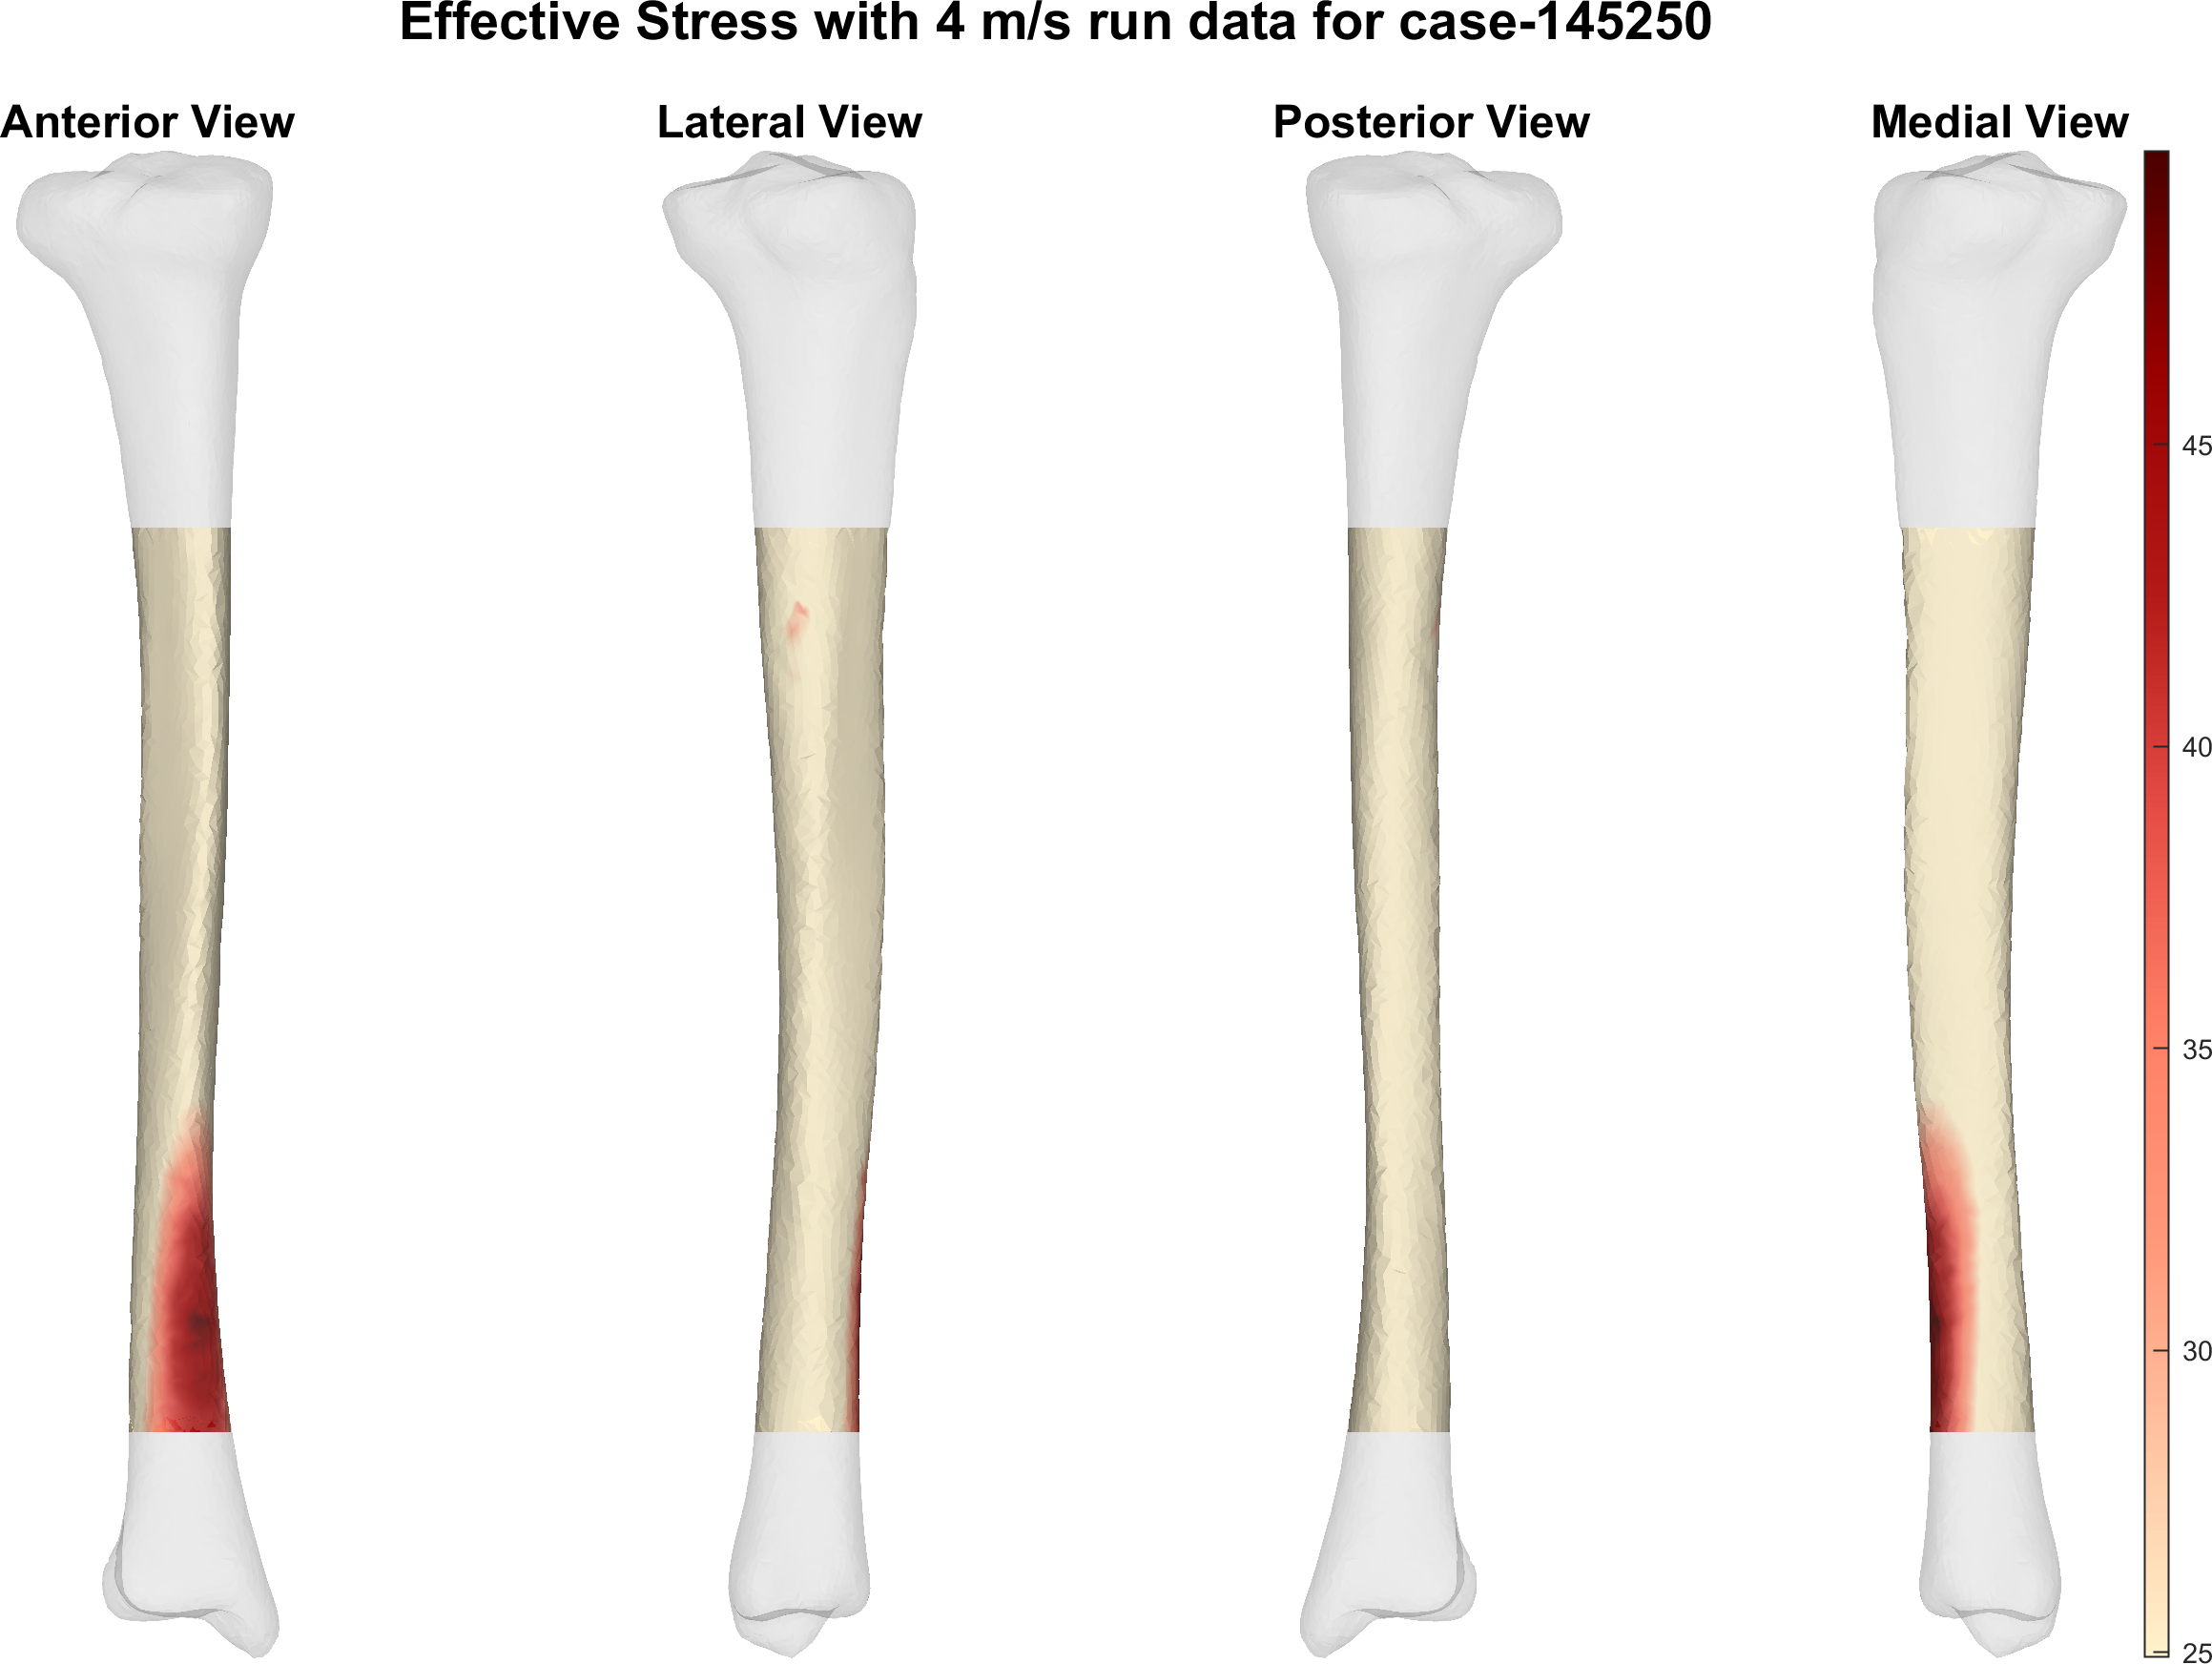 Effective Stress with 4 m/s run data for case-145250
Anterior View
Lateral View
Posterior View
Medial View
45
40
35
30
25